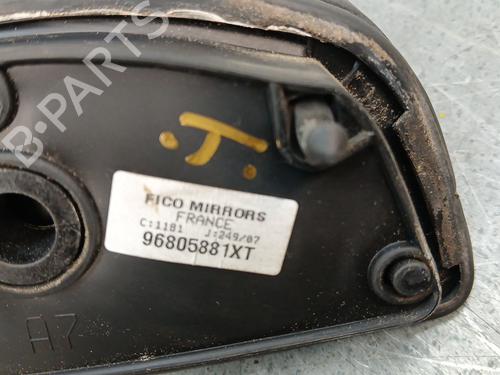 B-PARTS
.J.
FICO MIRRORS
FRANCE
C:1181 J:249/07
96805881XT
A7